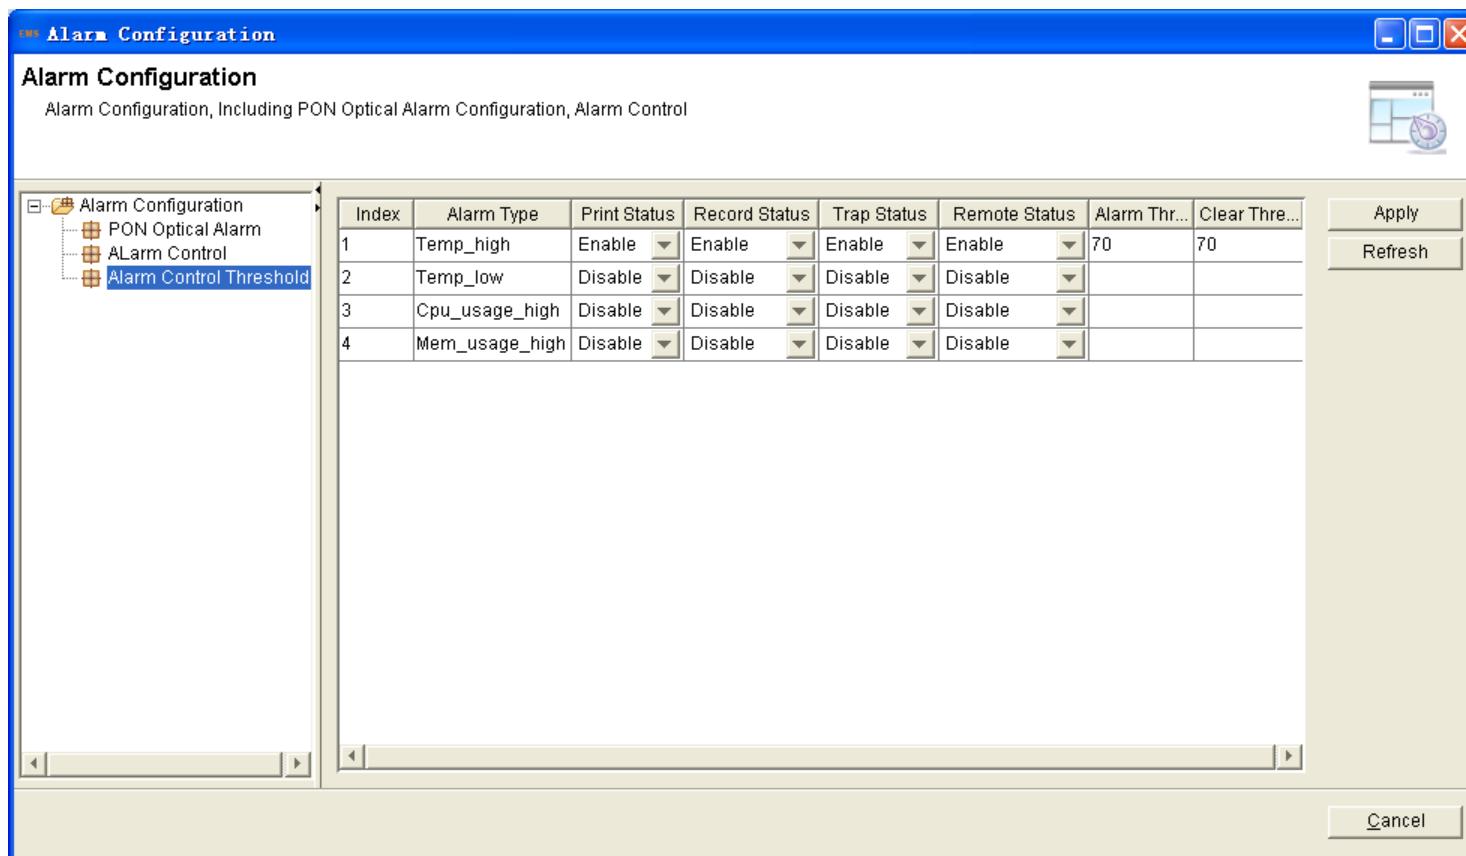 EMS Alarm Configuration
Alarm Configuration
Alarm Configuration, Including PON Optical Alarm Configuration, Alarm Control
Alarm Configuration
PON Optical Alarm
ALarm Control
Alarm Control Threshold
Index Alarm Type Print Status Record Status Trap Status Remote Status Alarm Thr... Clear Thre...
1 Temp_high Enable Enable Enable Enable 70 70
2 Temp_low Disable Disable Disable Disable
3 Cpu_usage_high Disable Disable Disable Disable
4 Mem_usage_high Disable Disable Disable Disable
Apply
Refresh
Cancel